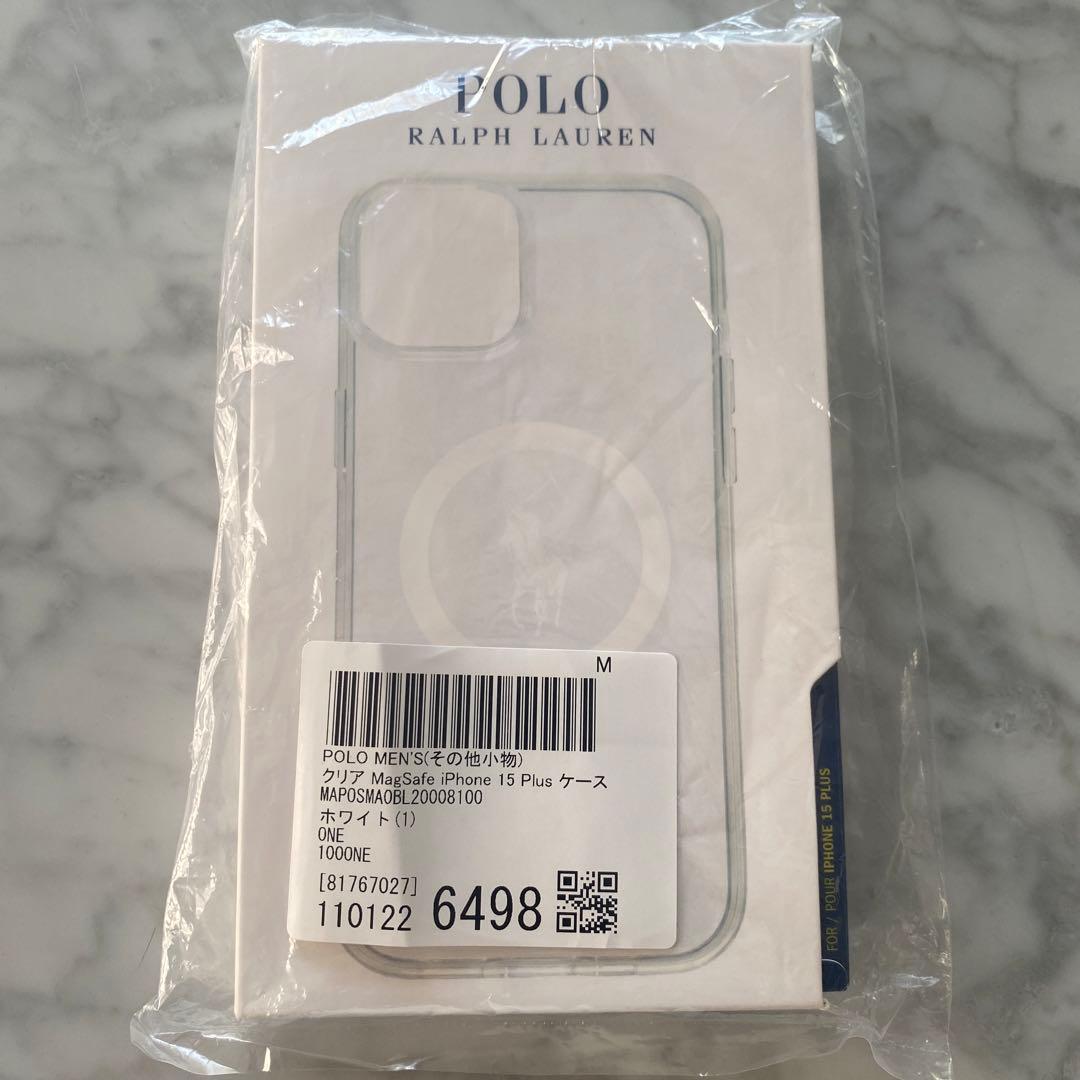 POLO
RALPH LAUREN
M
POLO MEN'S(その他小物)
クリア MagSafe iPhone 15 Plus ケース
MAPOSMA0BL20008100
ホワイト(1)
ONE
100ONE
[81767027]
110122 6498
FOR / POUR IPHONE 15 PLUS